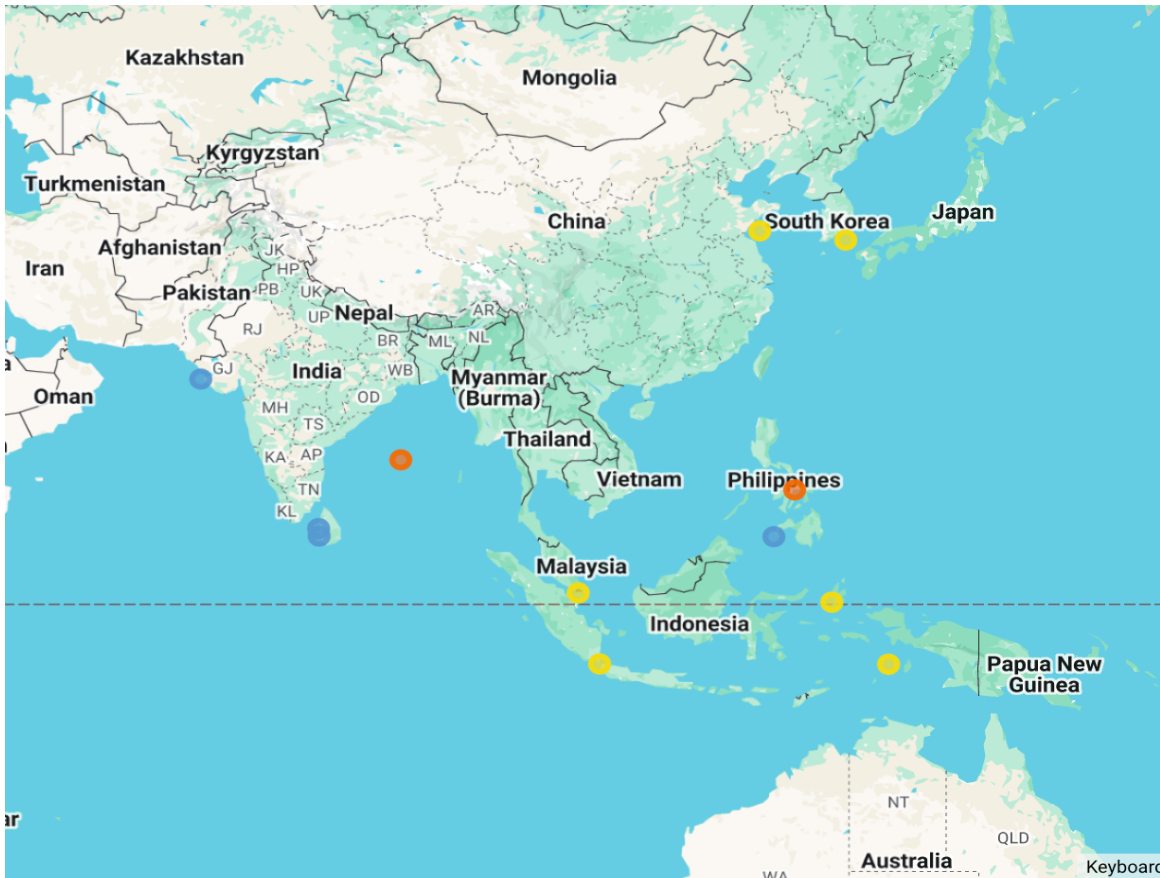 Kazakhstan
Mongolia
Kyrgyzstan
Turkmenistan
South Korea
Japan
China
Afghanistan
JK
Iran
HP
PB
UK
Pakistan
Nepal
UP
AR
RJ
BR
ML
NL
GJ
India
WB
Myanmar
(Burma)
a
Oman
OD
MH
TS
Thailand
KA
AP
Vietnam
Philippines
TN
KL
Malaysia
Indonesia
Papua New
Guinea
NT
ar
QLD
Australia
Keyboard
WA